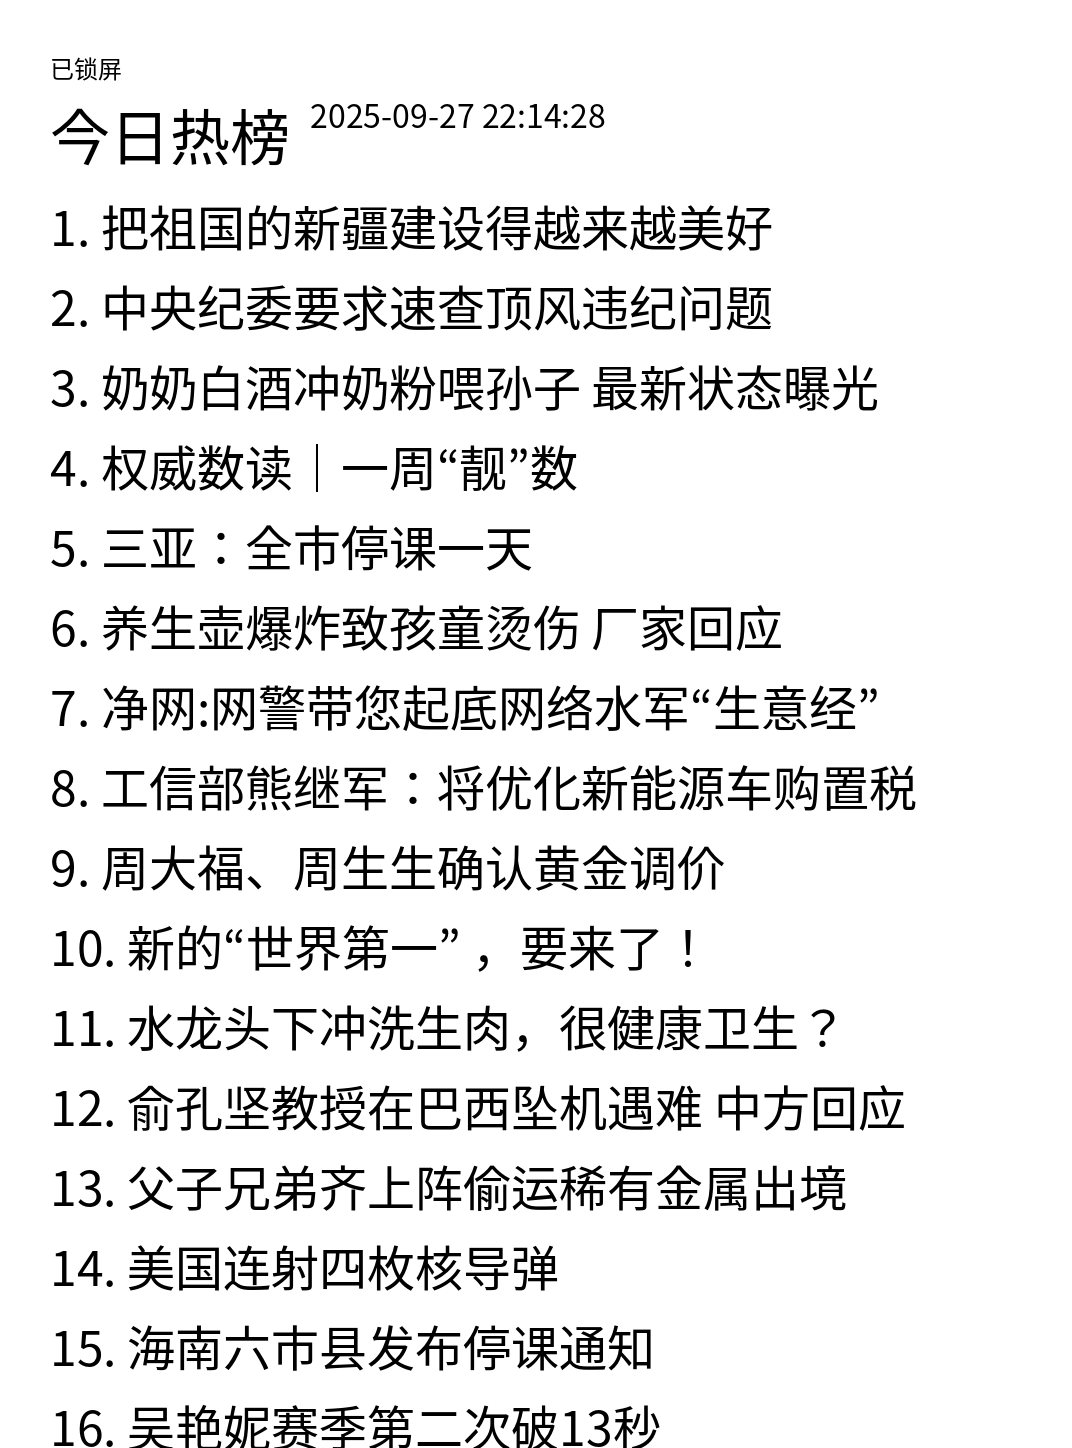 已锁屏
今日热榜 2025-09-27 22:14:28
1. 把祖国的新疆建设得越来越美好
2. 中央纪委要求速查顶风违纪问题
3. 奶奶白酒冲奶粉喂孙子 最新状态曝光
4. 权威数读｜一周“靓”数
5. 三亚：全市停课一天
6. 养生壶爆炸致孩童烫伤 厂家回应
7. 净网:网警带您起底网络水军“生意经”
8. 工信部熊继军：将优化新能源车购置税
9. 周大福、周生生确认黄金调价
10. 新的“世界第一” ，要来了！
11. 水龙头下冲洗生肉，很健康卫生？
12. 俞孔坚教授在巴西坠机遇难 中方回应
13. 父子兄弟齐上阵偷运稀有金属出境
14. 美国连射四枚核导弹
15. 海南六市县发布停课通知
16. 吴艳妮赛季第二次破13秒